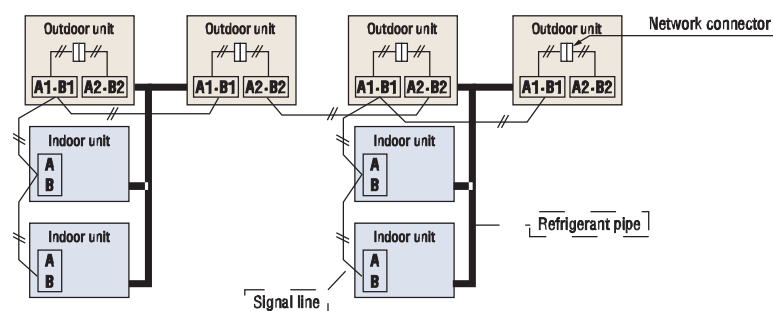 Outdoor unit Outdoor unit Outdoor unit Outdoor unit Network connector
A1·B1 A2·B2 A1·B1 A2·B2 A1·B1 A2·B2 A1·B1 A2·B2
Indoor unit Indoor unit
A A
B B
Refrigerant pipe
Indoor unit Indoor unit
A A
B B
Signal line